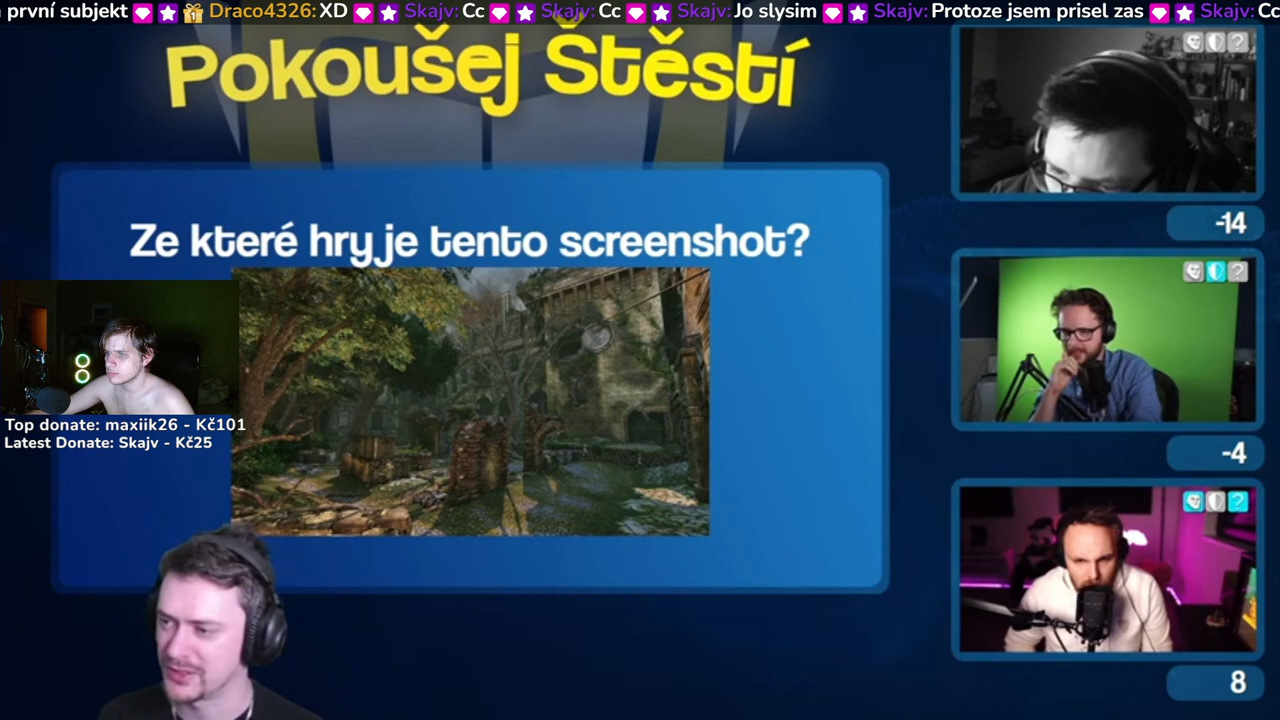 první subjekt Draco4326: XD Skajv: Cc Skajv: Cc Skajv: Jo slysim Skajv: Protoze jsem prisel zas Skajv: Cc
Pokoušej Štěstí
Ze které hry je tento screenshot?
-14
-4
8
Top donate: maxiik26 - Kč101
Latest Donate: Skajv - Kč25